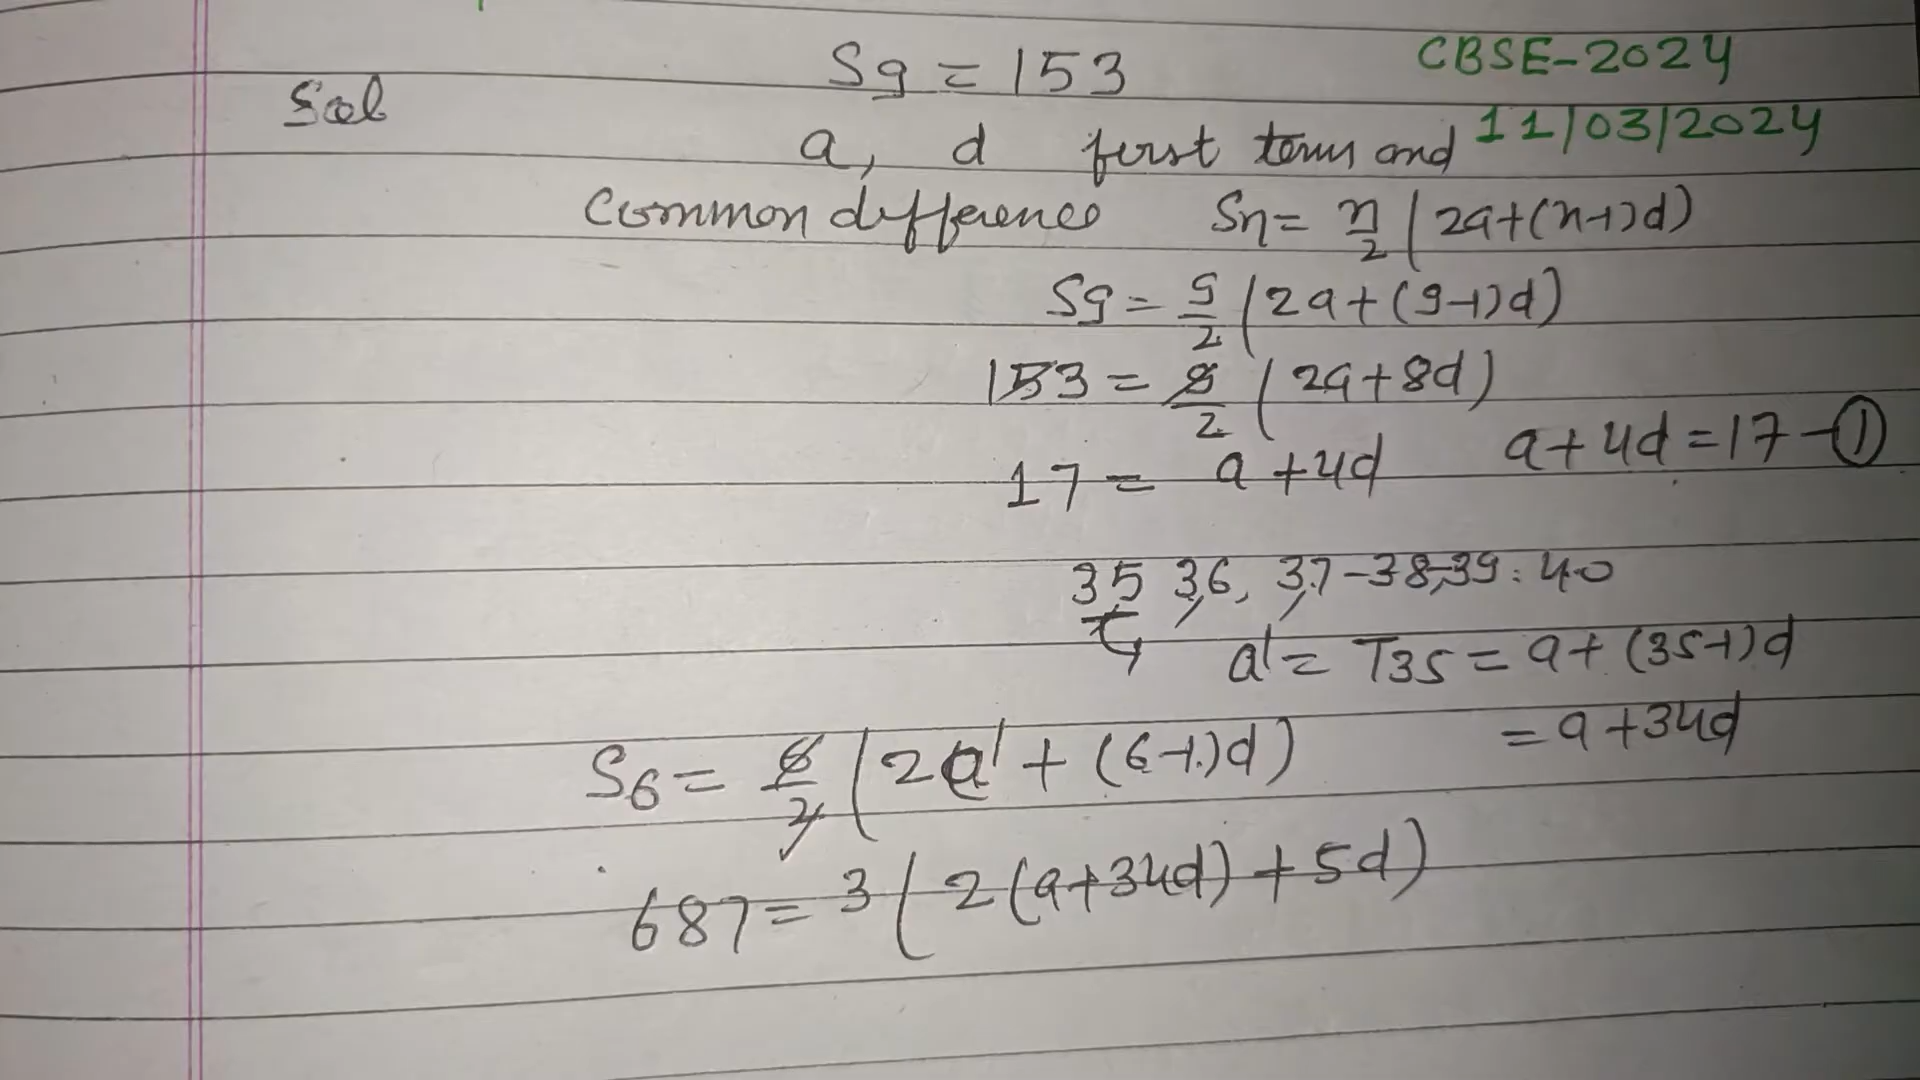 S9 = 153
CBSE-2024
Sol
a, d first term and
11/03/2024
Common difference Sn = n/2 (2a+(n-1)d)
S9 = 9/2 (2a+(9-1)d)
153 = 9/2 (2a+8d)
17 = a+4d a+4d=17 -①
35 36, 37-38,39. 40
a' = T35 = a+(35-1)d
S6 = 6/2 (2a' + (6-1)d) = a+34d
687 = 3 (2(a+34d)+5d)